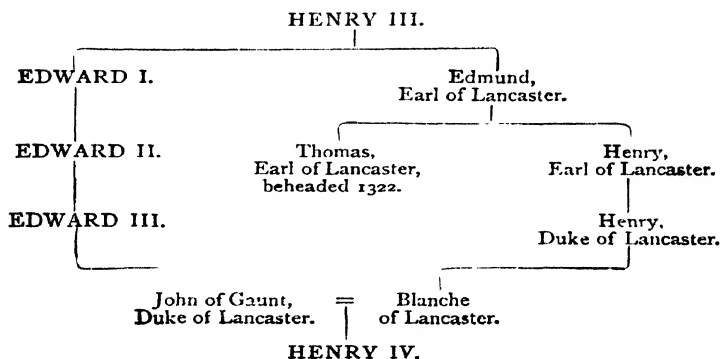 HENRY III.
EDWARD I.
Edmund,
Earl of Lancaster.
EDWARD II.
Thomas,
Earl of Lancaster,
beheaded 1322.
Henry,
Earl of Lancaster.
EDWARD III.
Henry,
Duke of Lancaster.
John of Gaunt,
Duke of Lancaster.
=
Blanche
of Lancaster.
HENRY IV.